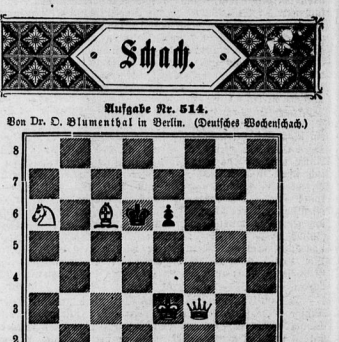 Schach.
Aufgabe Nr. 514.
Von Dr. O. Blumenthal in Berlin. (Deutsches Wochenschach.)
8
7
6
5
4
3
2